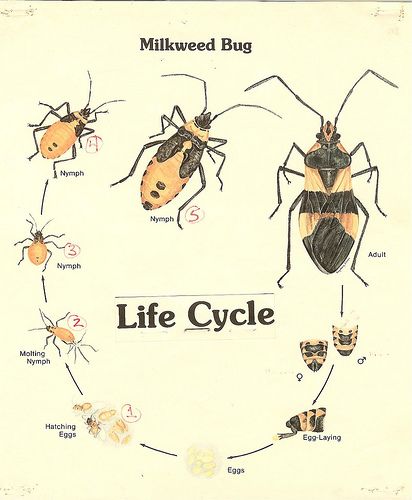 Milkweed Bug
4
Nymph
Nymph
5
Adult
3
Nymph
Life Cycle
2
Molting
Nymph
♀
♂
1
Hatching
Eggs
Egg-Laying
Eggs